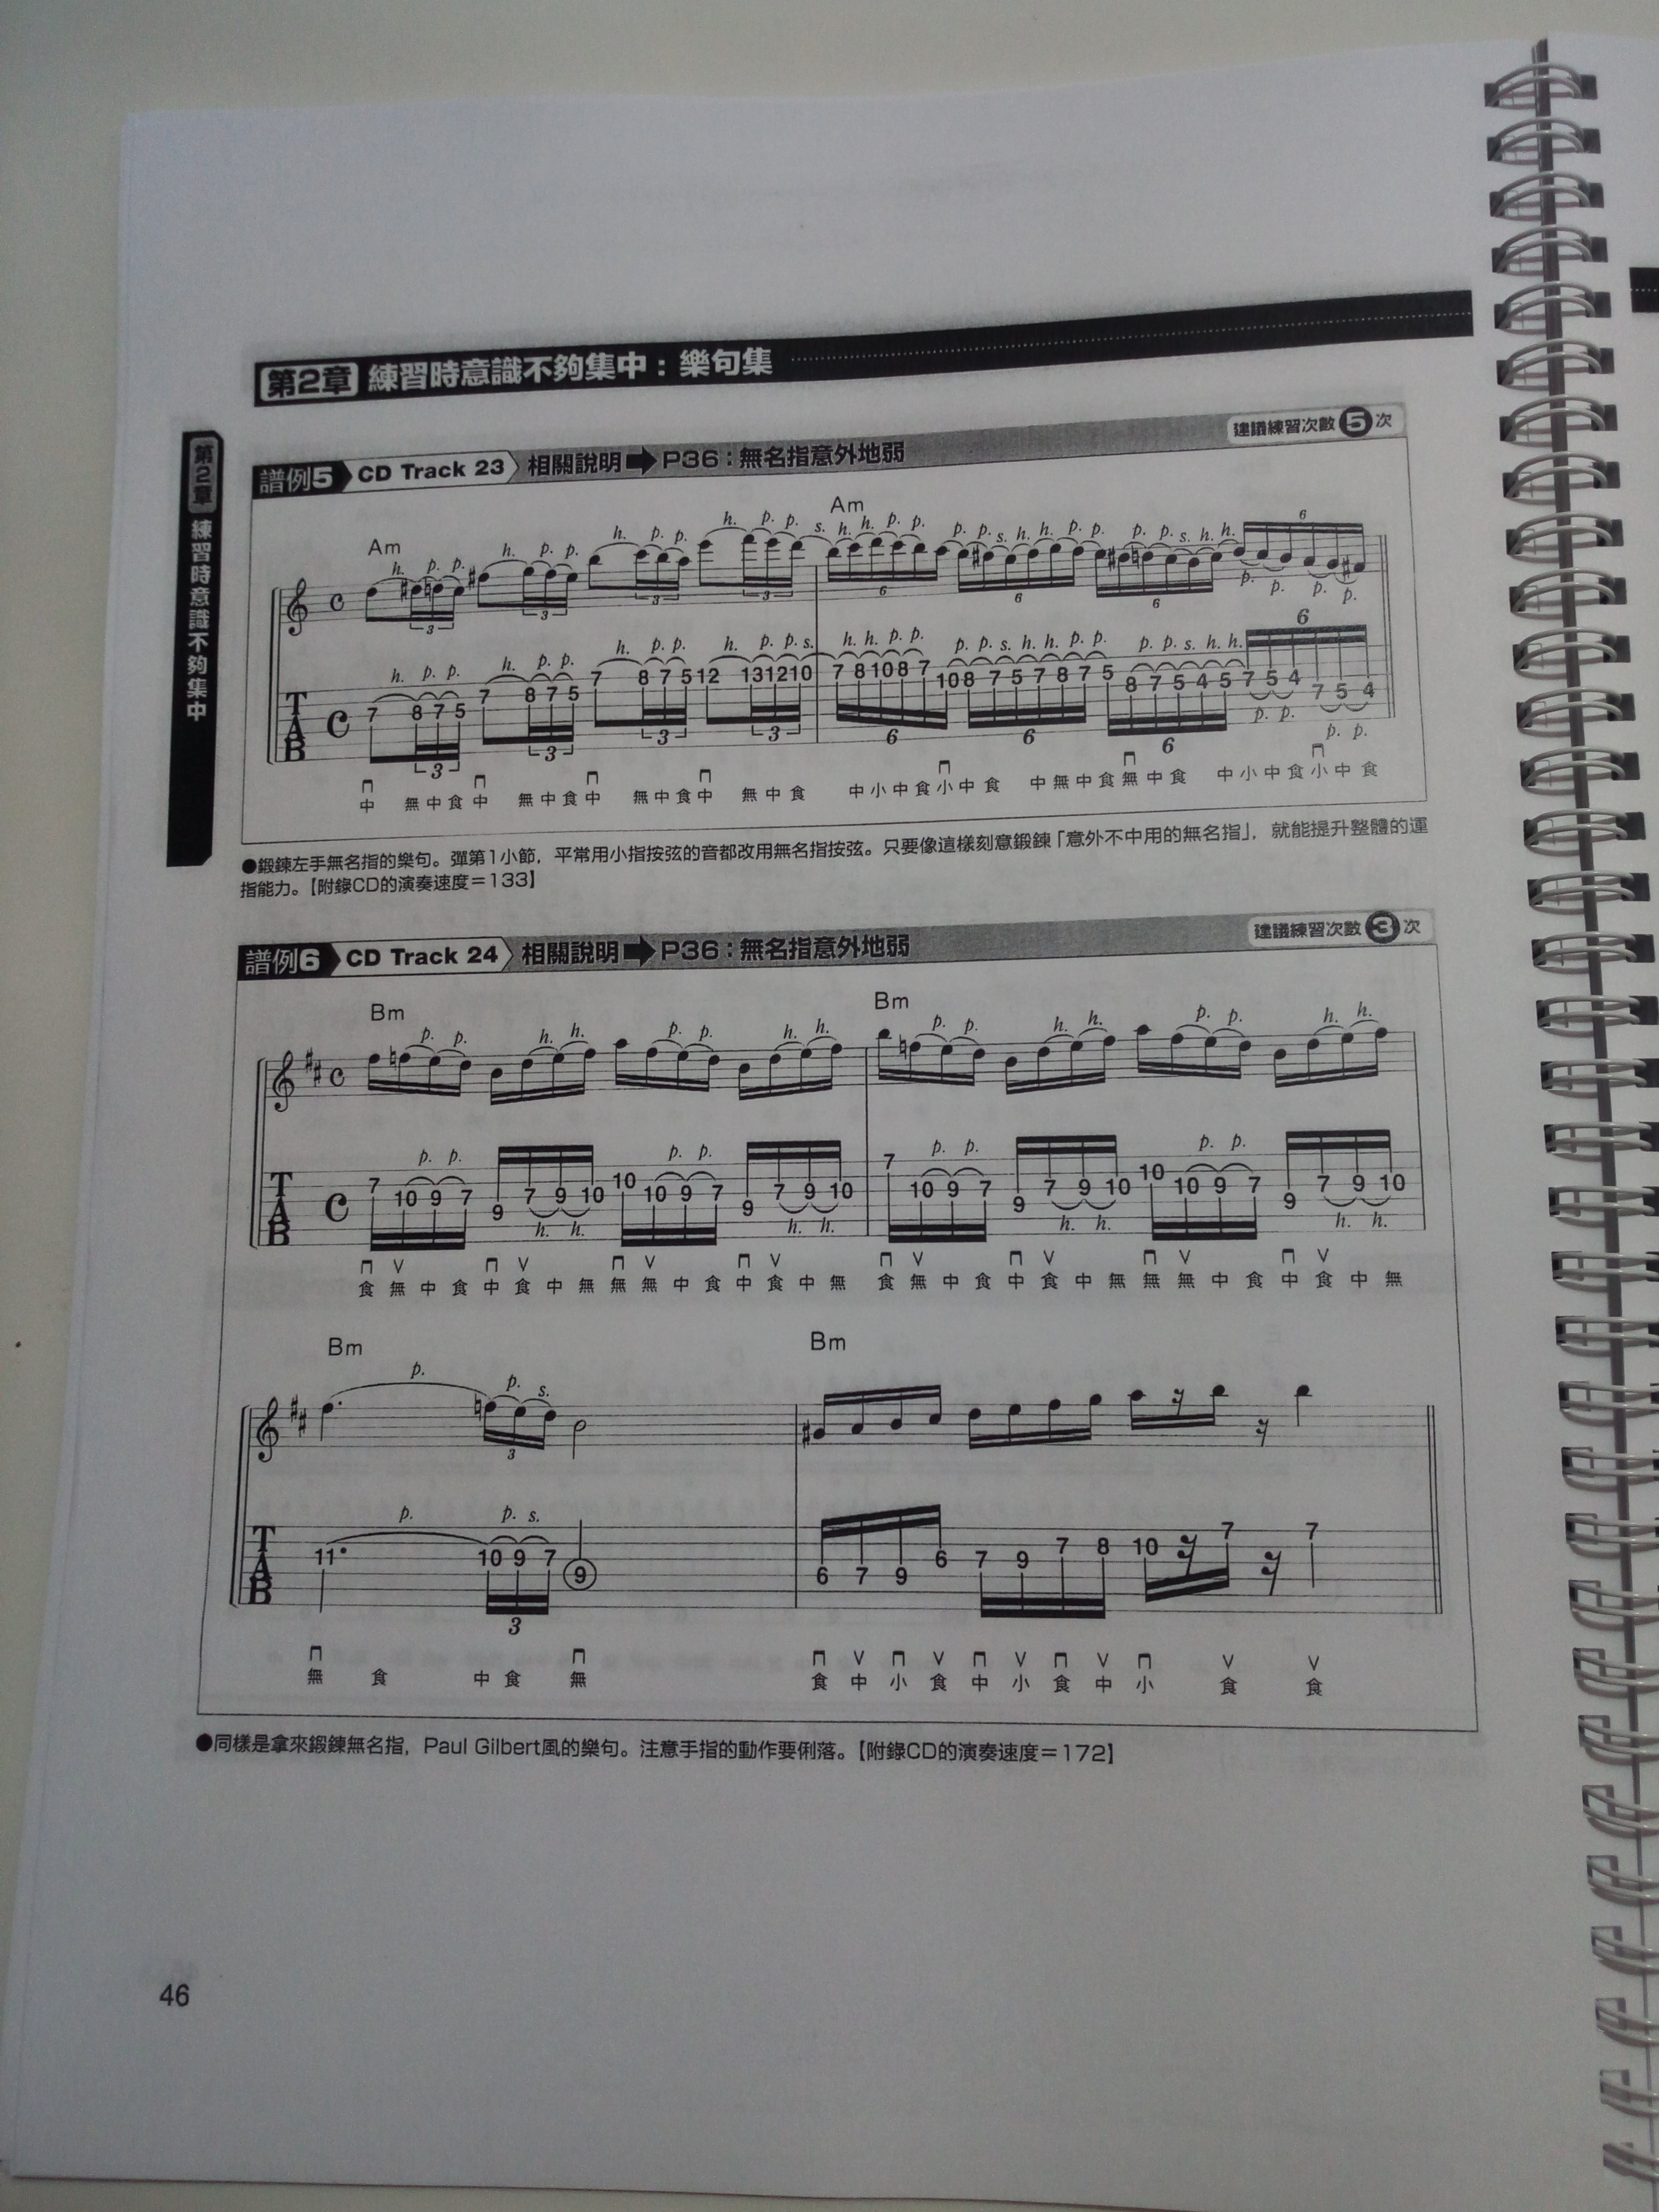 第2章 練習時意識不夠集中：樂句集
第2章 練習時意識不夠集中
譜例5 CD Track 23 相關說明➡P36：無名指意外地弱 建議練習次數 5 次
Am Am
h. p. p. h. p. p. h. p. p. h. p. p. s. h. h. p. p. p. p. s. h. h. p. p. p. p. s. h. h. 6
3 3 3 3 6 6 6 p. p. p. p.
h. p. p. h. p. p. h. p. p. h. p. p. s. h. h. p. p. p. p. s. h. h. p. p. p. p. s. h. h. 6
TAB C 7 8 7 5 7 8 7 5 7 8 7 5 12 13 12 10 7 8 10 8 7 10 8 7 5 7 8 7 5 8 7 5 4 5 7 5 4 7 5 4
3 3 3 3 6 6 6 p. p. p. p.
中 無 中 食 中 無 中 食 中 無 中 食 中 無 中 食 中 小 中 食 小 中 食 中 無 中 食 無 中 食 中 小 中 食 小 中 食
●鍛鍊左手無名指的樂句。彈第1小節，平常用小指按弦的音都改用無名指按弦。只要像這樣刻意鍛鍊「意外不中用的無名指」，就能提升整體的運
指能力。【附錄CD的演奏速度＝133】
譜例6 CD Track 24 相關說明➡P36：無名指意外地弱 建議練習次數 3 次
Bm Bm
p. p. h. h. p. p. h. h. p. p. h. h. p. p. h. h.
p. p. p. p. p. p. p. p.
TAB C 7 10 9 7 9 7 9 10 10 10 9 7 9 7 9 10 7 10 9 7 9 7 9 10 10 10 9 7 9 7 9 10
h. h. h. h. h. h. h. h.
食 無 中 食 中 食 中 無 無 無 中 食 中 食 中 無 食 無 中 食 中 食 中 無 無 無 中 食 中 食 中 無
Bm Bm
p. p. s.
3
p. p. s.
TAB 11 10 9 7 9 6 7 9 6 7 9 7 8 10 7 7
3
無 食 中 食 無 食 中 小 食 中 小 食 中 小 食 食
●同樣是拿來鍛鍊無名指，Paul Gilbert風的樂句。注意手指的動作要俐落。【附錄CD的演奏速度＝172】
46